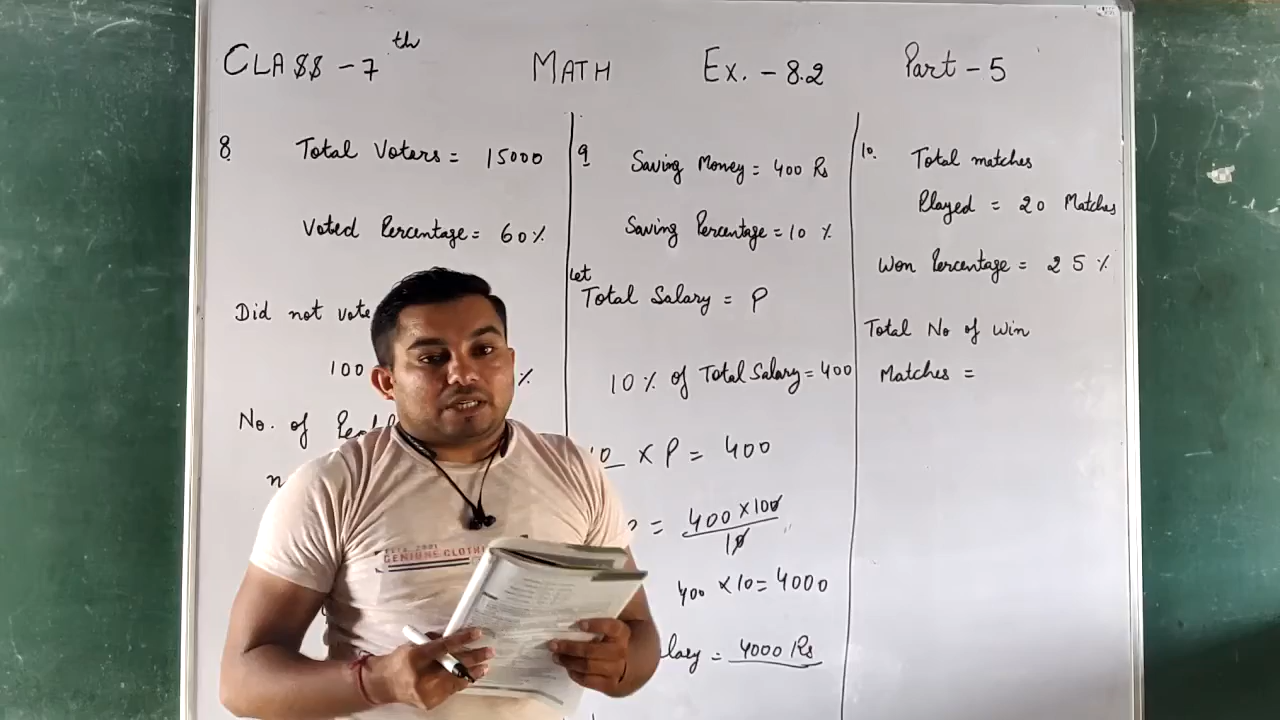 CLASS - 7th MATH Ex. - 8.2 Part - 5
8. Total Voters = 15000
Voted Percentage = 60%
Did not vote
100 %
No. of
9. Saving Money = 400 Rs
Saving Percentage = 10 %
Let
Total Salary = P
10 % of Total Salary = 400
× P = 400
= 400 × 100
10
400 × 10 = 4000
= 4000 Rs
10. Total matches
Played = 20 Matches
Won Percentage = 25 %
Total No of win
Matches =
GENIUNE CLOTHI